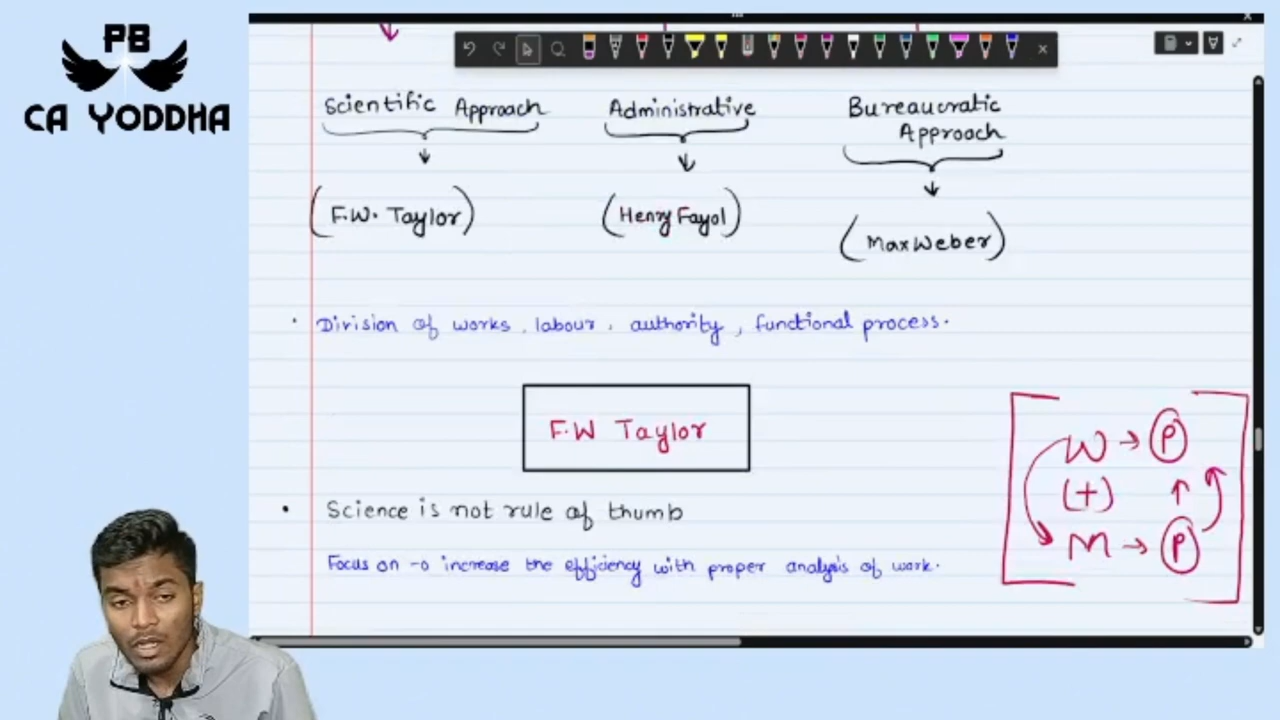 PB
CA YODDHA
Scientific Approach
Administrative
Bureaucratic
Approach
(F.W. Taylor)
(Henry Fayol)
(Max Weber)
• Division of works, labour, authority, functional process.
F.W Taylor
W → P
(+) ↑
M → P
• Science is not rule of thumb
Focus on → increase the efficiency with proper analysis of work.